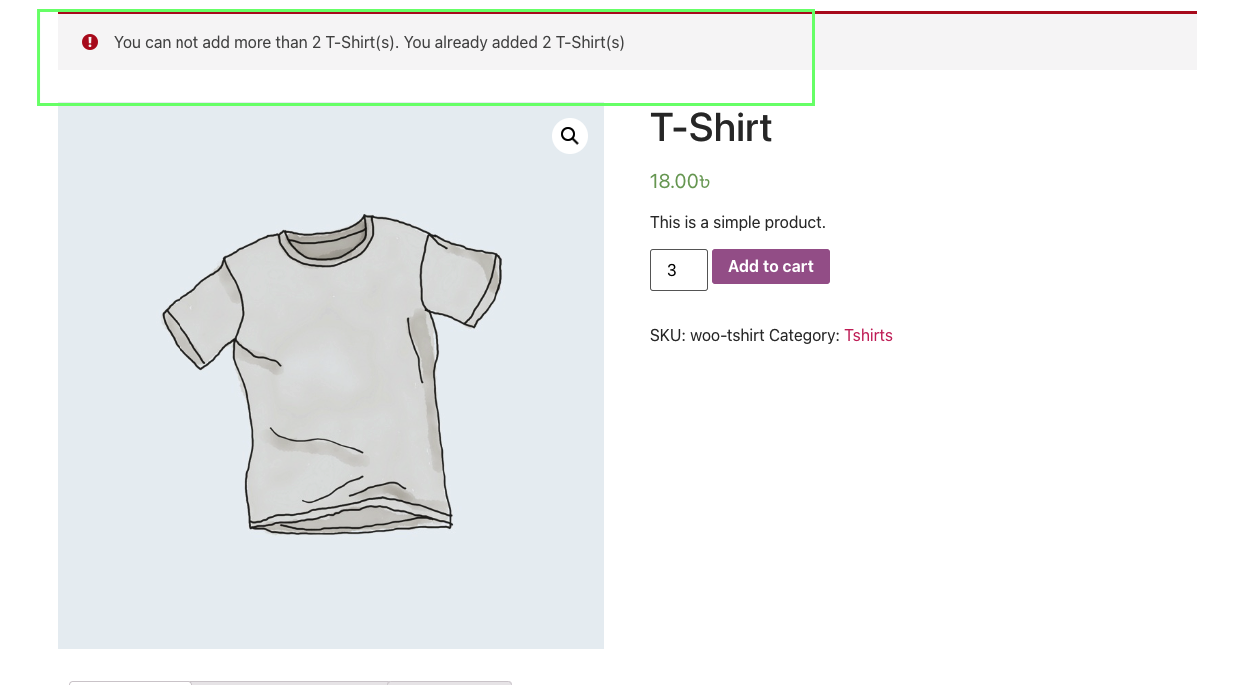 You can not add more than 2 T-Shirt(s). You already added 2 T-Shirt(s)
T-Shirt
18.00৳
This is a simple product.
3 Add to cart
SKU: woo-tshirt Category: Tshirts